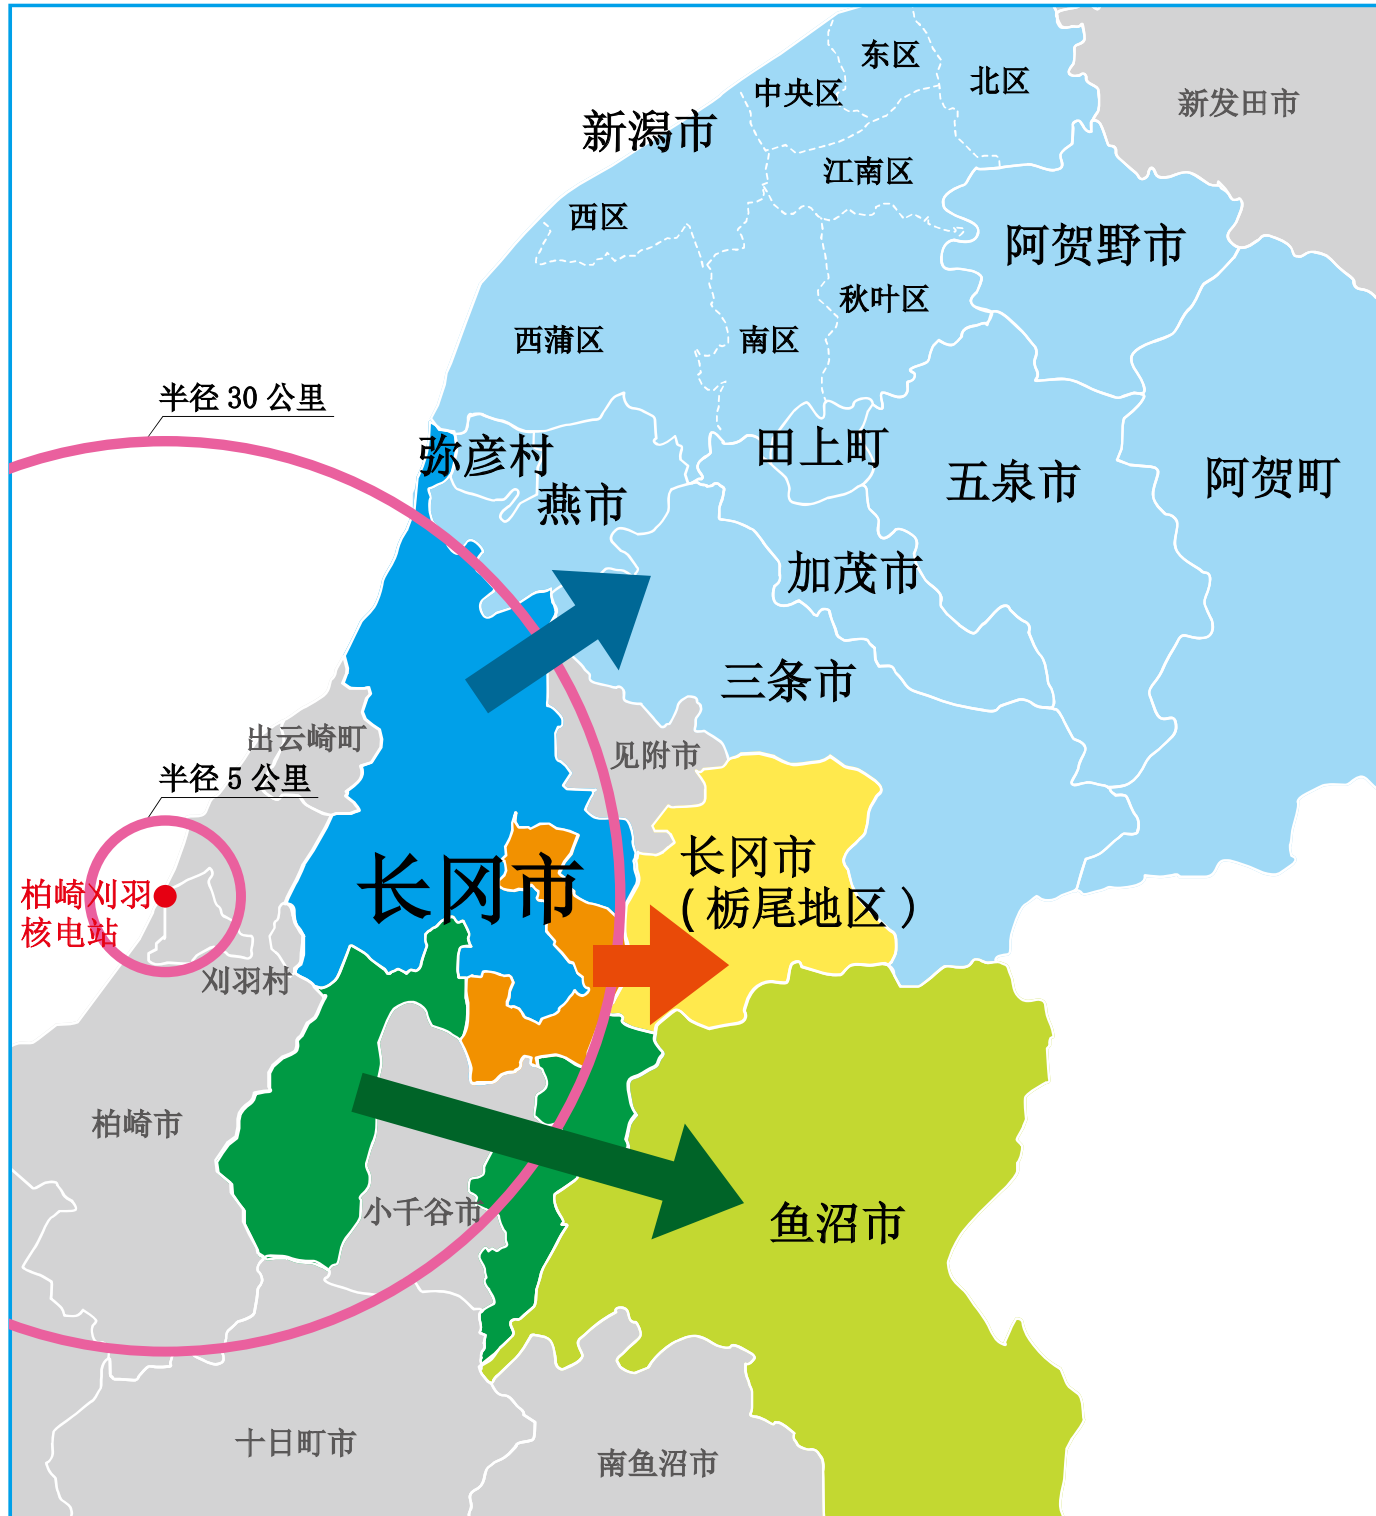 东区
中央区
北区
新发田市
新潟市
江南区
西区
阿贺野市
秋叶区
西蒲区
南区
半径 30 公里
弥彦村
田上町
燕市
五泉市
阿贺町
加茂市
三条市
出云崎町
见附市
半径 5 公里
长冈市
长冈市
(栃尾地区)
柏崎刈羽
核电站
刈羽村
柏崎市
小千谷市
鱼沼市
十日町市
南鱼沼市